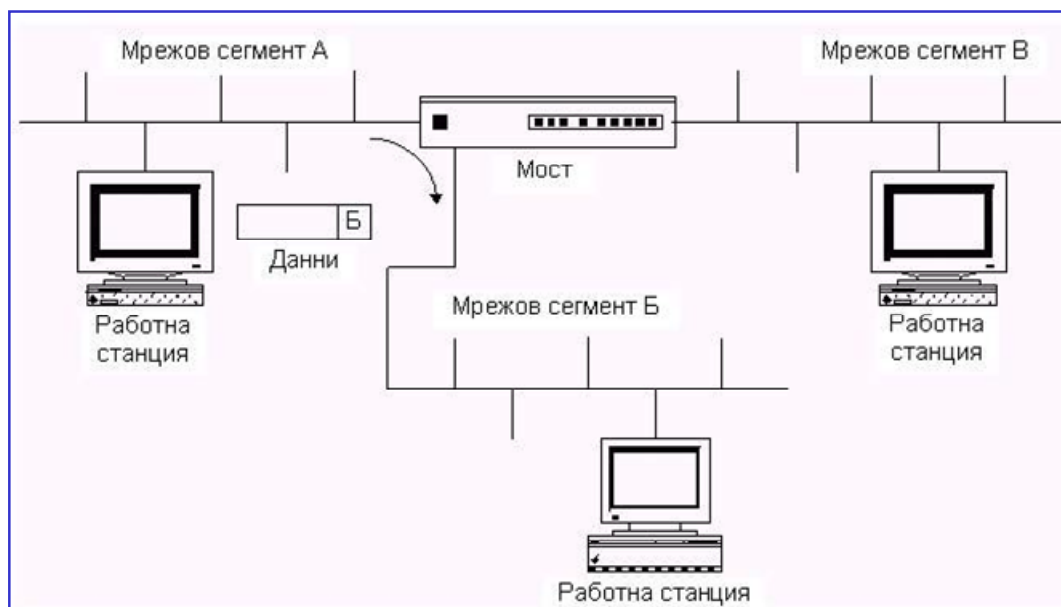 Мрежов сегмент А
Мрежов сегмент В
Мост
Б
Данни
Работна
станция
Мрежов сегмент Б
Работна
станция
Работна станция